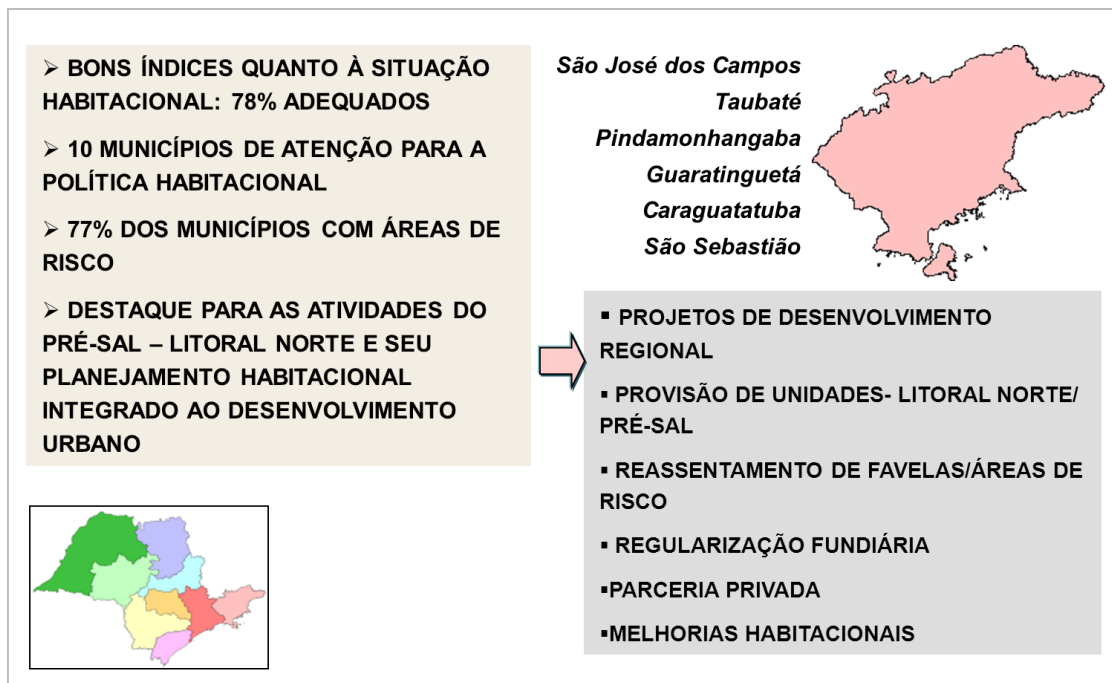 ➢ BONS ÍNDICES QUANTO À SITUAÇÃO
HABITACIONAL: 78% ADEQUADOS
➢ 10 MUNICÍPIOS DE ATENÇÃO PARA A
POLÍTICA HABITACIONAL
➢ 77% DOS MUNICÍPIOS COM ÁREAS DE
RISCO
➢ DESTAQUE PARA AS ATIVIDADES DO
PRÉ-SAL – LITORAL NORTE E SEU
PLANEJAMENTO HABITACIONAL
INTEGRADO AO DESENVOLVIMENTO
URBANO
São José dos Campos
Taubaté
Pindamonhangaba
Guaratinguetá
Caraguatatuba
São Sebastião
▪ PROJETOS DE DESENVOLVIMENTO
REGIONAL
▪ PROVISÃO DE UNIDADES- LITORAL NORTE/
PRÉ-SAL
▪ REASSENTAMENTO DE FAVELAS/ÁREAS DE
RISCO
▪ REGULARIZAÇÃO FUNDIÁRIA
▪PARCERIA PRIVADA
▪MELHORIAS HABITACIONAIS